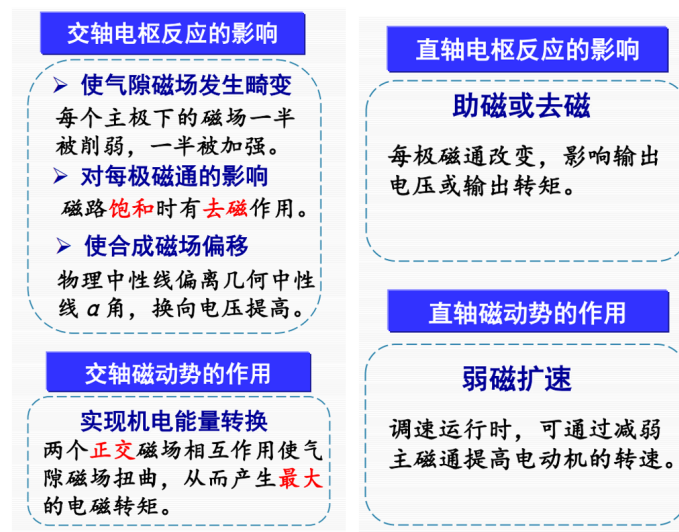 交轴电枢反应的影响
➢ 使气隙磁场发生畸变
每个主极下的磁场一半
被削弱，一半被加强。
➢ 对每极磁通的影响
磁路饱和时有去磁作用。
➢ 使合成磁场偏移
物理中性线偏离几何中性
线 α 角，换向电压提高。
交轴磁动势的作用
实现机电能量转换
两个正交磁场相互作用使气
隙磁场扭曲，从而产生最大
的电磁转矩。
直轴电枢反应的影响
助磁或去磁
每极磁通改变，影响输出
电压或输出转矩。
直轴磁动势的作用
弱磁扩速
调速运行时，可通过减弱
主磁通提高电动机的转速。